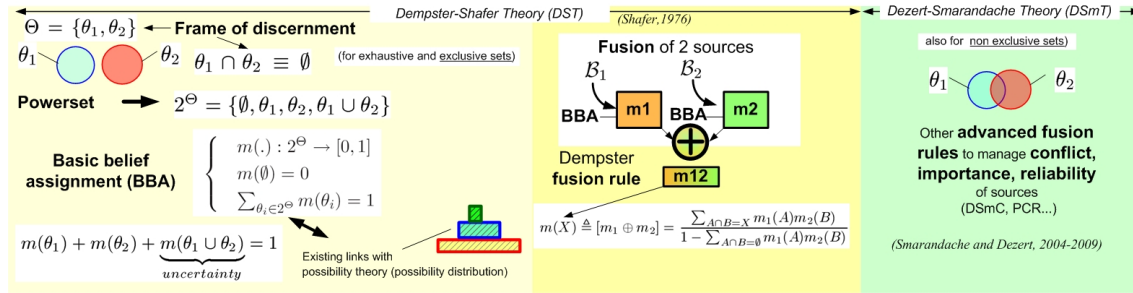 Dempster-Shafer Theory (DST)
(Shafer,1976)
Dezert-Smarandache Theory (DSmT)
Θ = {θ₁, θ₂}
Frame of discernment
θ₁
θ₂
θ₁ ∩ θ₂ ≡ ∅
(for exhaustive and exclusive sets)
Powerset
2^Θ = {∅, θ₁, θ₂, θ₁ ∪ θ₂}
Basic belief
assignment (BBA)
m(.) : 2^Θ → [0, 1]
m(∅) = 0
∑_{θᵢ∈2^Θ} m(θᵢ) = 1
m(θ₁) + m(θ₂) + m(θ₁ ∪ θ₂) = 1
uncertainty
Existing links with
possibility theory (possibility distribution)
Fusion of 2 sources
B₁
B₂
BBA
m1
BBA
m2
Dempster
fusion rule
m12
m(X) ≜ [m₁ ⊕ m₂] = ∑_{A∩B=X} m₁(A)m₂(B) / 1 − ∑_{A∩B=∅} m₁(A)m₂(B)
also for non exclusive sets)
θ₁
θ₂
Other advanced fusion
rules to manage conflict,
importance, reliability
of sources
(DSmC, PCR...)
(Smarandache and Dezert, 2004-2009)